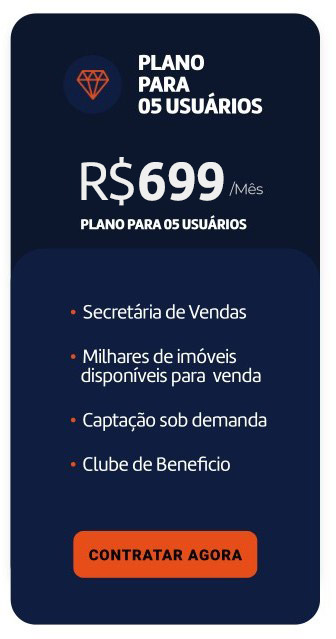 PLANO
PARA
05 USUÁRIOS
R$699 /Mês
PLANO PARA 05 USUÁRIOS
• Secretária de Vendas
• Milhares de imóveis
disponíveis para venda
• Captação sob demanda
• Clube de Beneficio
CONTRATAR AGORA